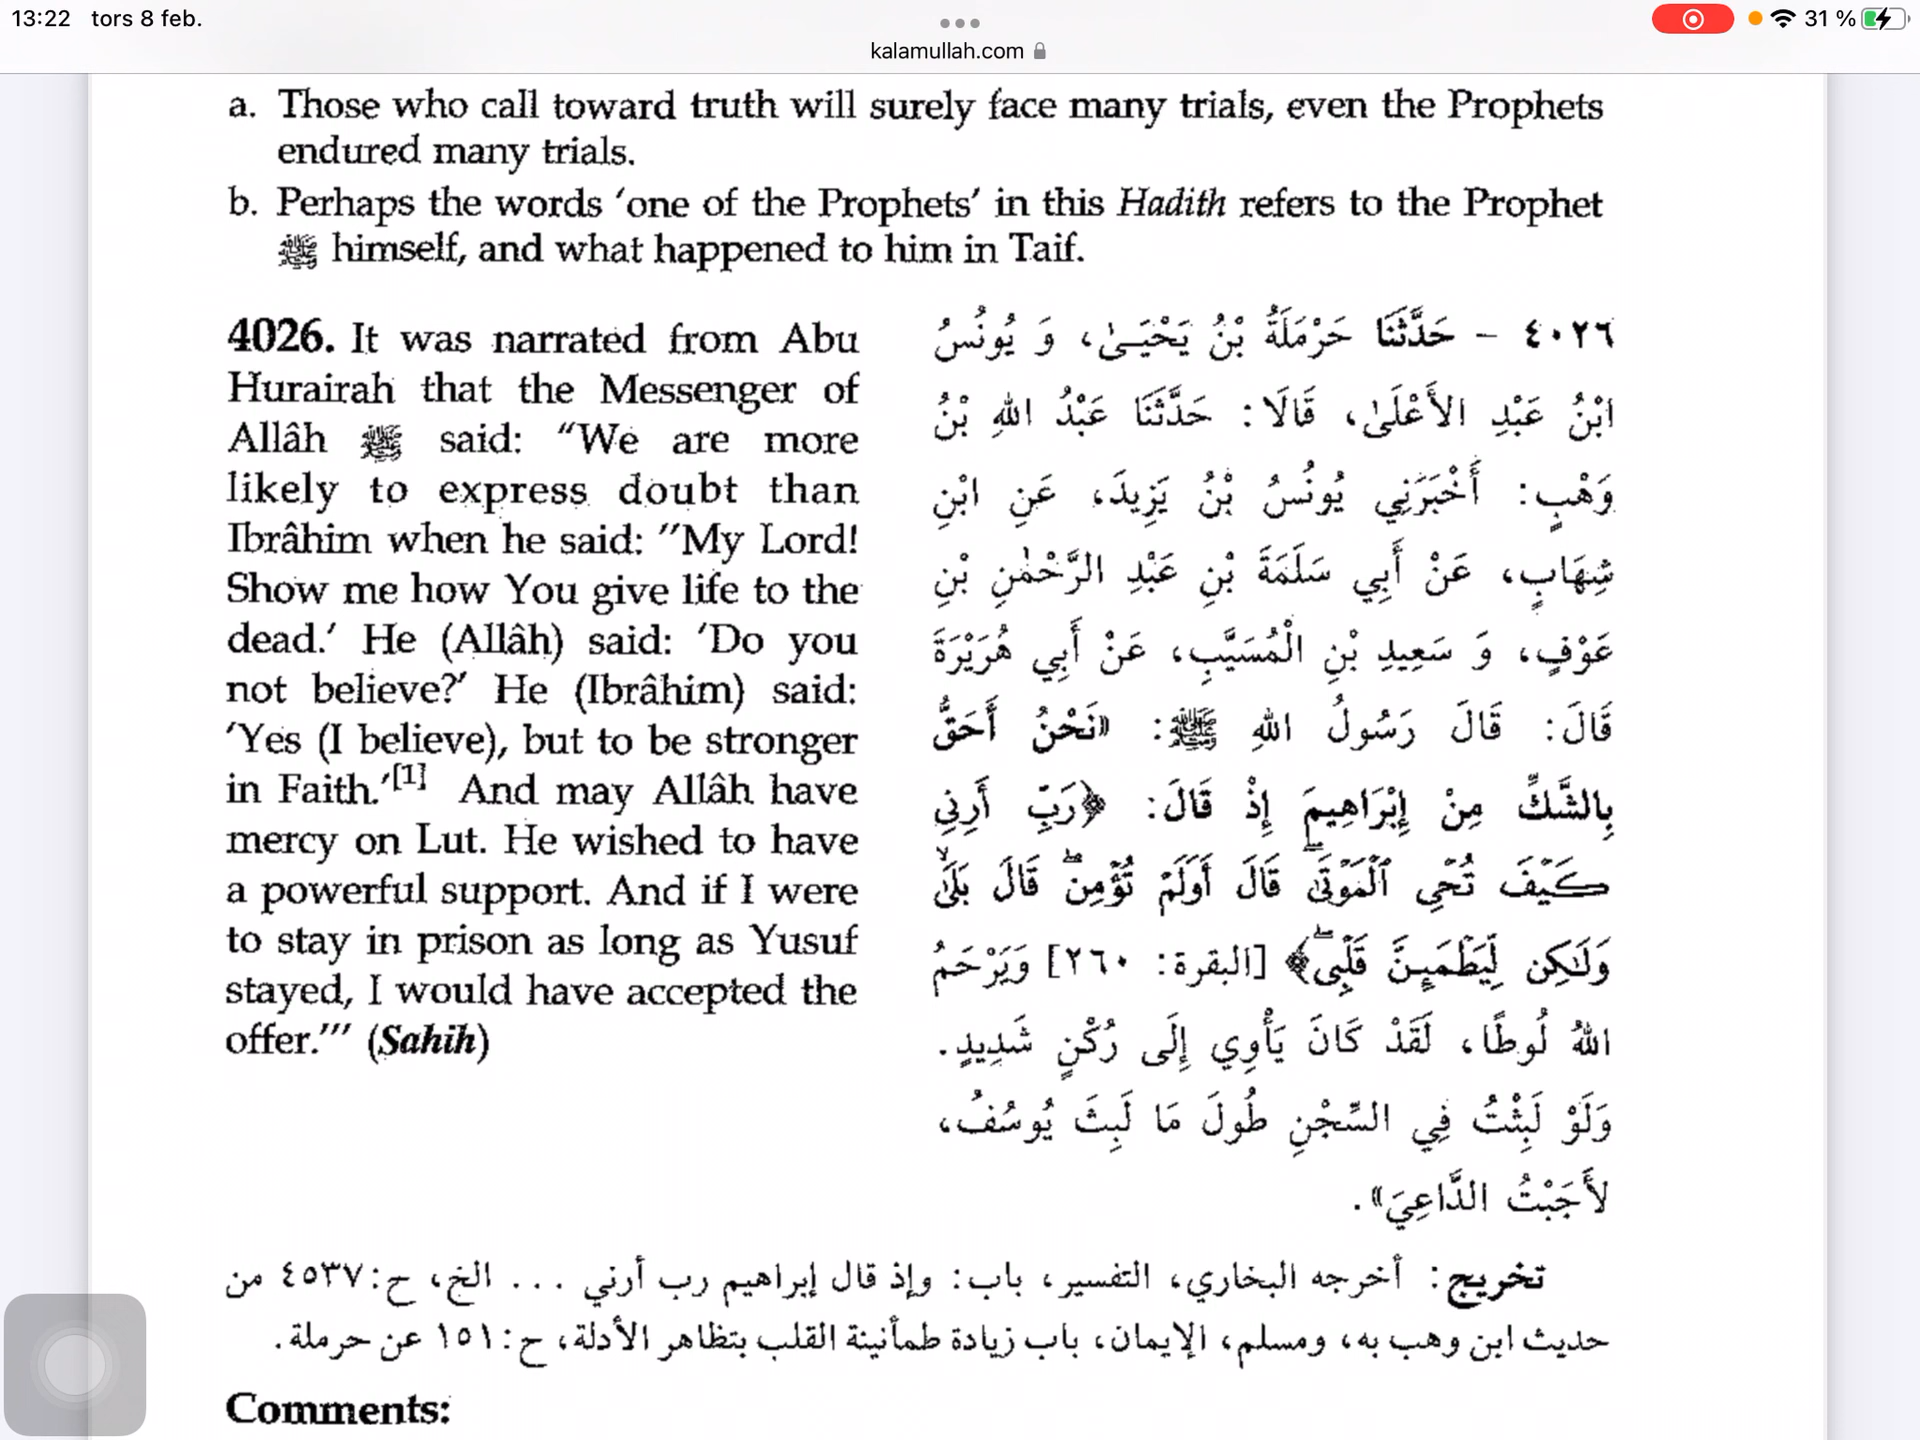 13:22 tors 8 feb.
31 %
kalamullah.com
a. Those who call toward truth will surely face many trials, even the Prophets
endured many trials.
b. Perhaps the words ‘one of the Prophets’ in this Hadith refers to the Prophet
ﷺ himself, and what happened to him in Taif.
4026. It was narrated from Abu
Hurairah that the Messenger of
Allâh ﷺ said: “We are more
likely to express doubt than
Ibrâhim when he said: “My Lord!
Show me how You give life to the
dead.’ He (Allâh) said: ‘Do you
not believe?’ He (Ibrâhim) said:
‘Yes (I believe), but to be stronger
in Faith.’[1] And may Allâh have
mercy on Lut. He wished to have
a powerful support. And if I were
to stay in prison as long as Yusuf
stayed, I would have accepted the
offer.”’ (Sahih)
٤٠٢٦ - حَدَّثَنَا حَرْمَلَةُ بْنُ يَحْيَىٰ، وَ يُونُسُ
ابْنُ عَبْدِ الأَعْلَىٰ، قَالَا: حَدَّثَنَا عَبْدُ اللهِ بْنُ
وَهْبٍ: أَخْبَرَنِي يُونُسُ بْنُ يَزِيدَ، عَنِ ابْنِ
شِهَابٍ، عَنْ أَبِي سَلَمَةَ بْنِ عَبْدِ الرَّحْمٰنِ بْنِ
عَوْفٍ، وَ سَعِيدِ بْنِ الْمُسَيَّبِ، عَنْ أَبِي هُرَيْرَةَ
قَالَ: قَالَ رَسُولُ اللهِ ﷺ: «نَحْنُ أَحَقُّ
بِالشَّكِّ مِنْ إِبْرَاهِيمَ إِذْ قَالَ: ﴿رَبِّ أَرِنِي
كَيْفَ تُحْيِ ٱلْمَوْتَىٰ قَالَ أَوَلَمْ تُؤْمِن قَالَ بَلَىٰ
وَلَٰكِن لِّيَطْمَئِنَّ قَلْبِي﴾ [البقرة: ٢٦٠] وَيَرْحَمُ
اللهُ لُوطًا، لَقَدْ كَانَ يَأْوِي إِلَى رُكْنٍ شَدِيدٍ.
وَلَوْ لَبِثْتُ فِي السِّجْنِ طُولَ مَا لَبِثَ يُوسُفُ،
لأَجَبْتُ الدَّاعِيَ».
تخريج: أخرجه البخاري، التفسير، باب: وإذ قال إبراهيم رب أرني ... الخ، ح:٤٥٣٧ من
حديث ابن وهب به، ومسلم، الإيمان، باب زيادة طمأنينة القلب بتظاهر الأدلة، ح:١٥١ عن حرملة.
Comments: